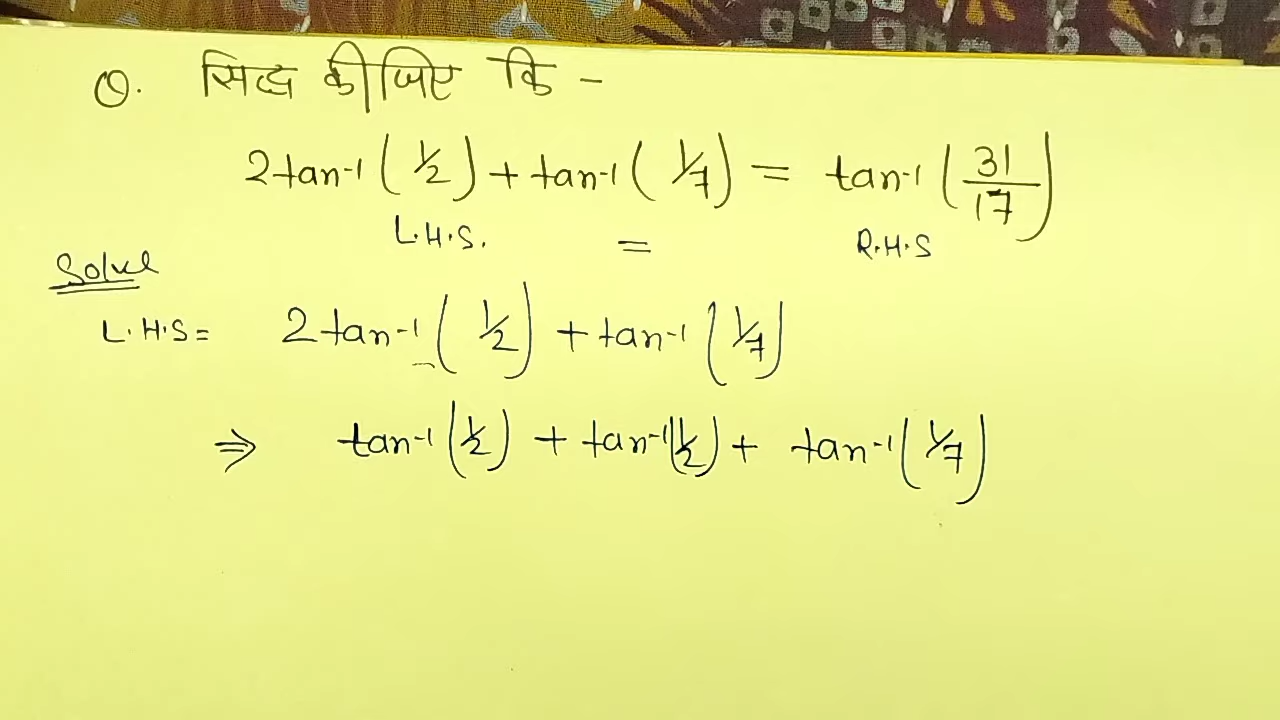 Q. सिद्ध कीजिए कि -
2tan-1(1/2) + tan-1(1/7) = tan-1(31/17)
L.H.S. = R.H.S
Solve
L.H.S = 2tan-1(1/2) + tan-1(1/7)
⇒ tan-1(1/2) + tan-1(1/2) + tan-1(1/7)